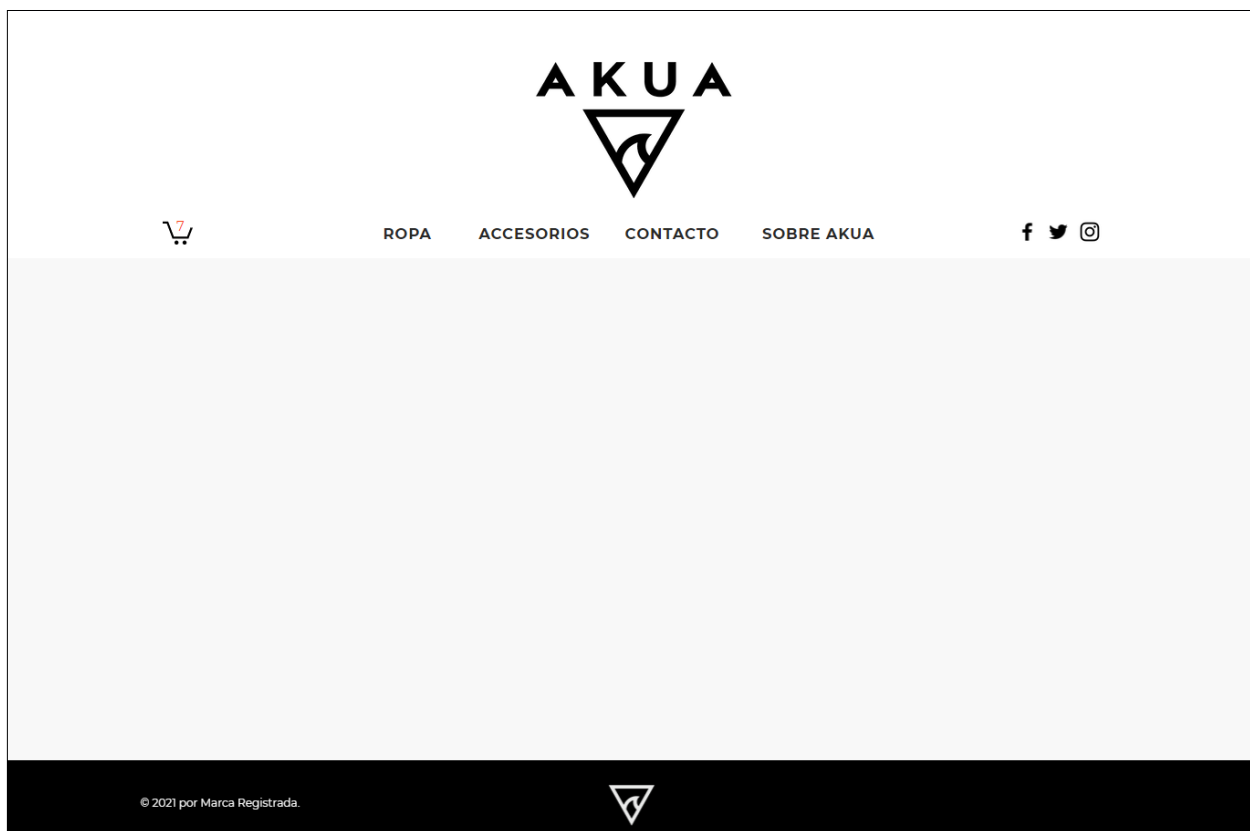 AKUA
7
ROPA ACCESORIOS CONTACTO SOBRE AKUA
© 2021 por Marca Registrada.